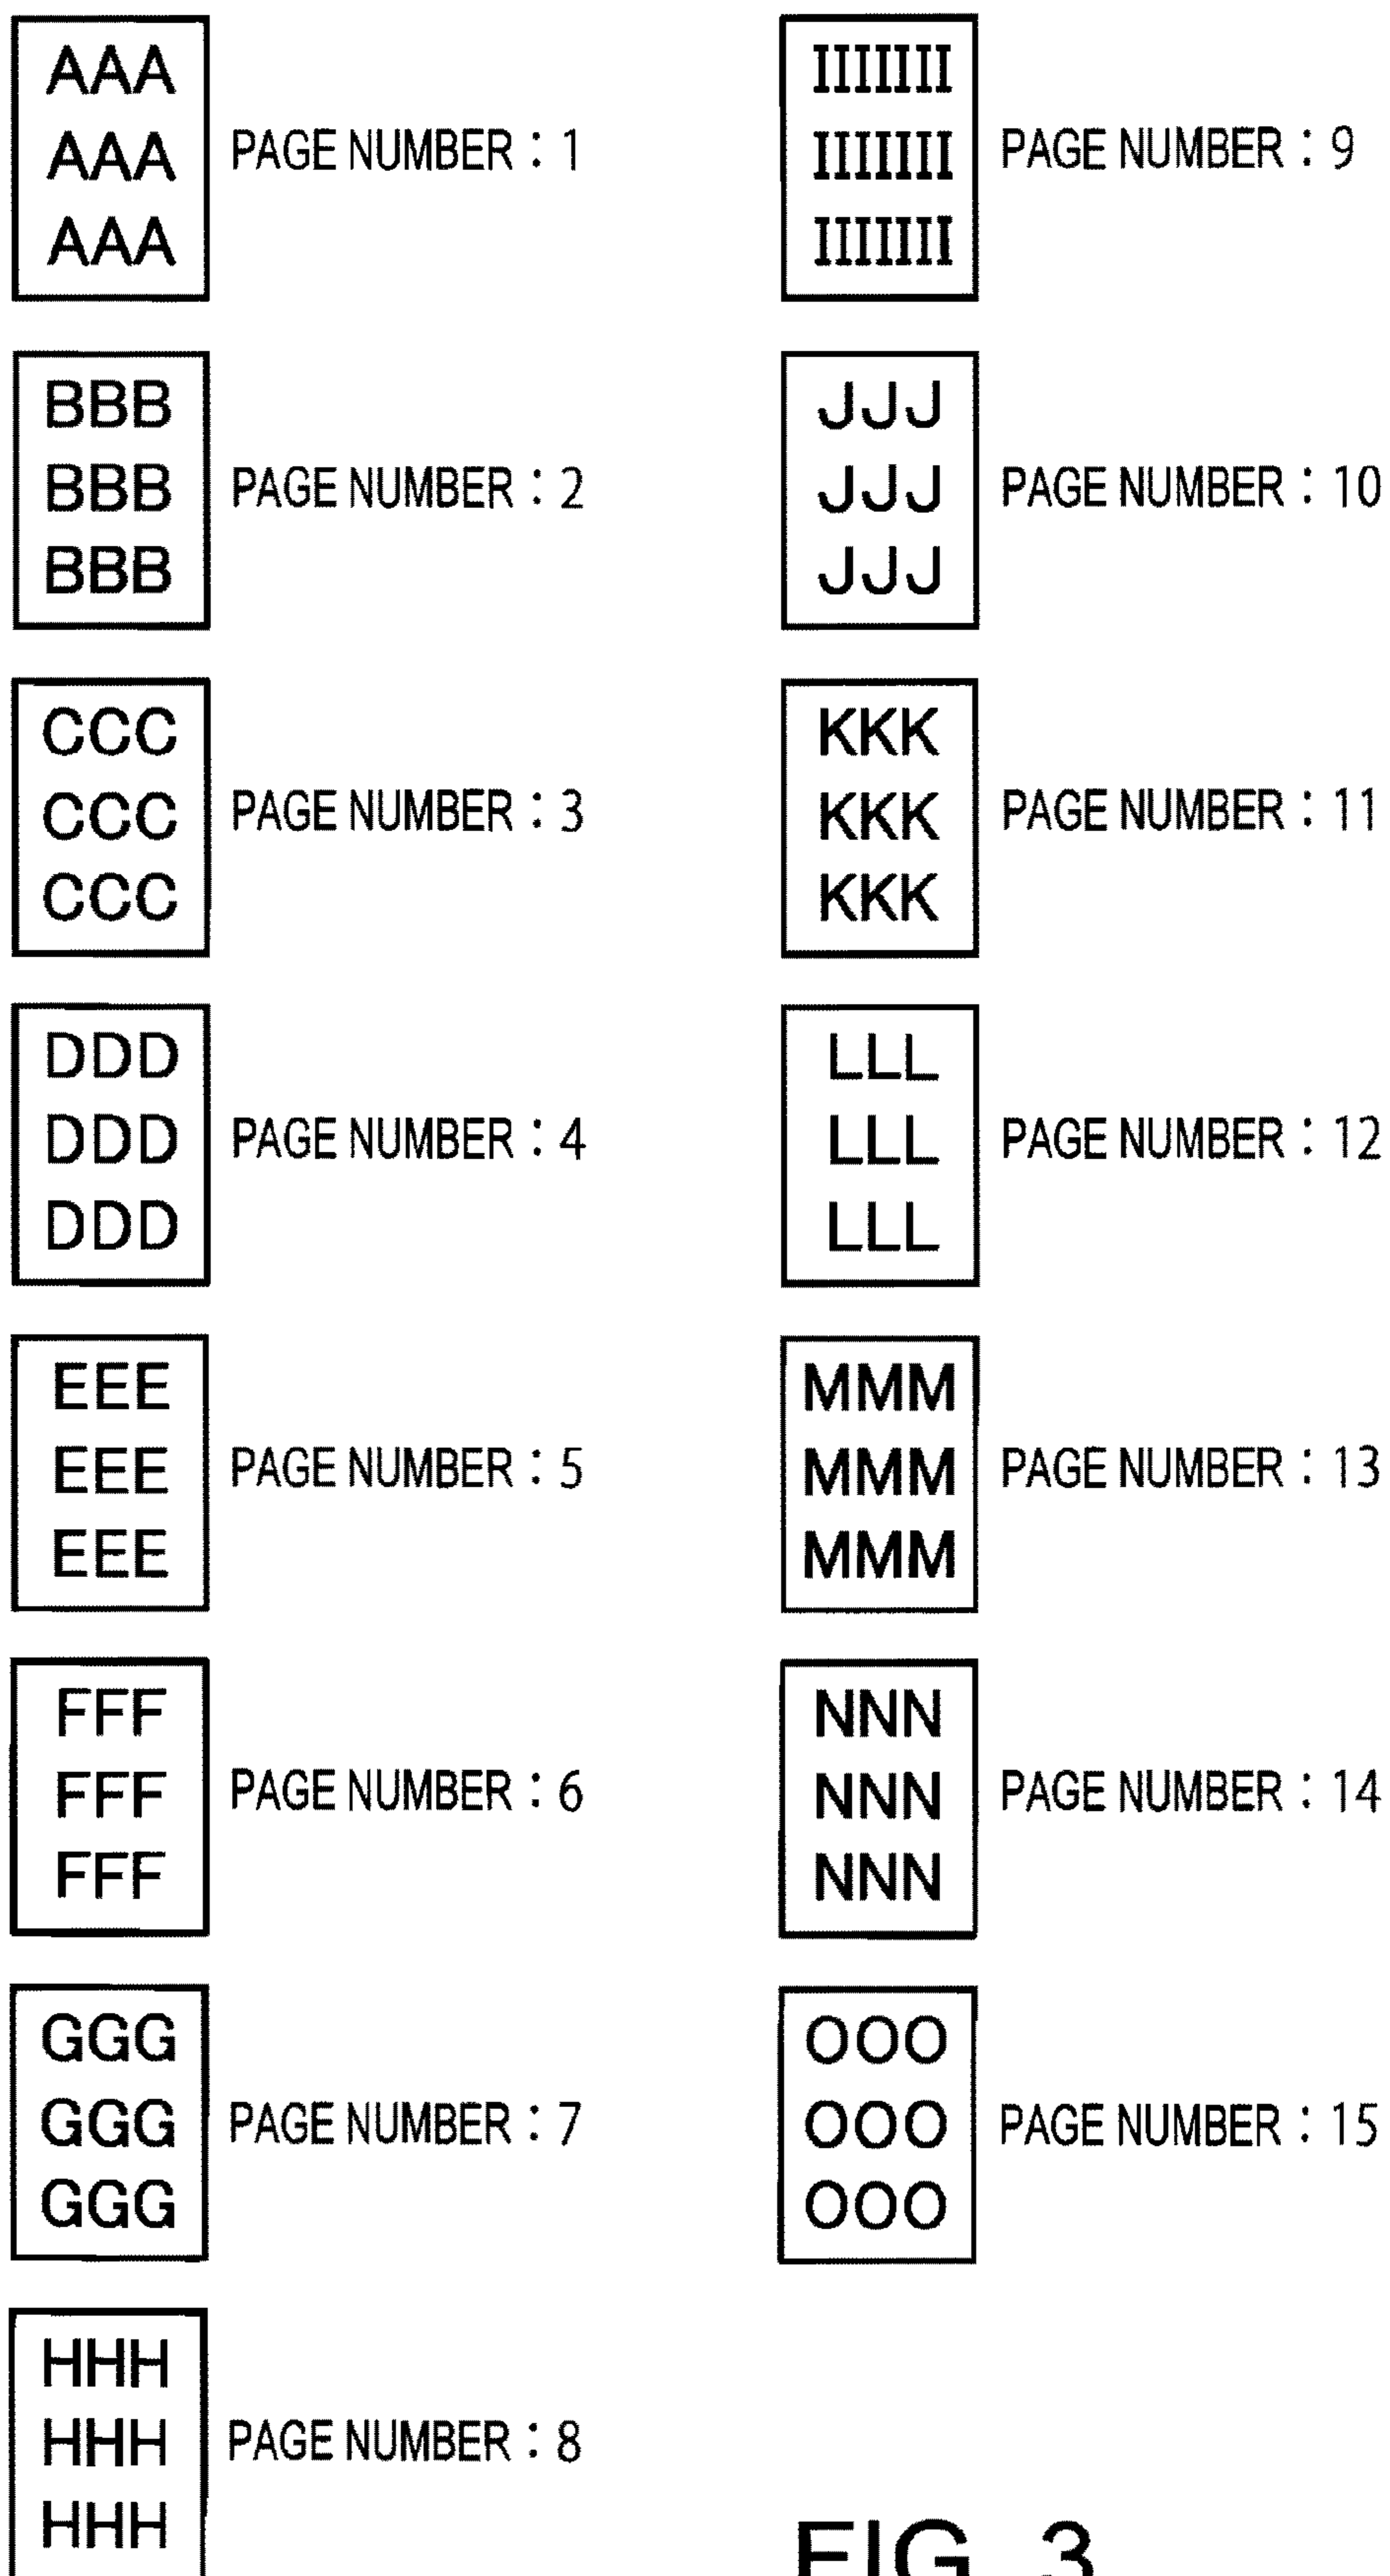 AAA
AAA
AAA
PAGE NUMBER : 1
BBB
BBB
BBB
PAGE NUMBER : 2
CCC
CCC
CCC
PAGE NUMBER : 3
DDD
DDD
DDD
PAGE NUMBER : 4
EEE
EEE
EEE
PAGE NUMBER : 5
FFF
FFF
FFF
PAGE NUMBER : 6
GGG
GGG
GGG
PAGE NUMBER : 7
HHH
HHH
HHH
PAGE NUMBER : 8
IIIIIII
IIIIIII
IIIIIII
PAGE NUMBER : 9
JJJ
JJJ
JJJ
PAGE NUMBER : 10
KKK
KKK
KKK
PAGE NUMBER : 11
LLL
LLL
LLL
PAGE NUMBER : 12
MMM
MMM
MMM
PAGE NUMBER : 13
NNN
NNN
NNN
PAGE NUMBER : 14
OOO
OOO
OOO
PAGE NUMBER : 15
FIG. 3